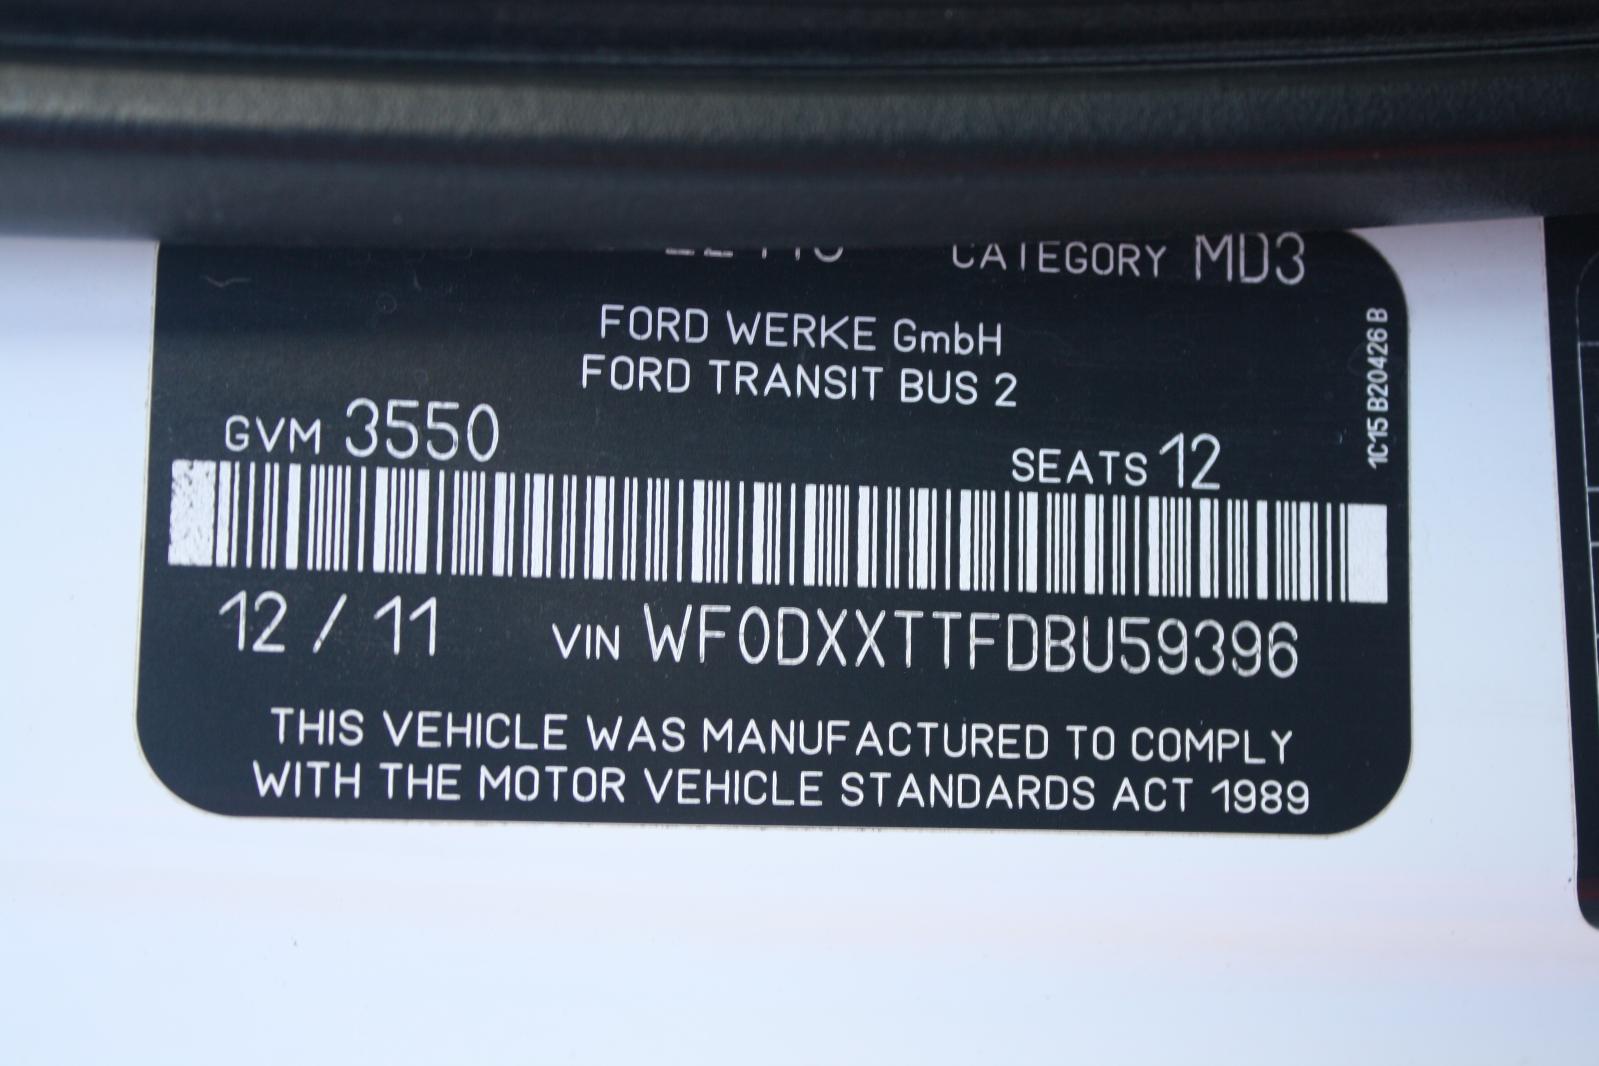 CATEGORY MD3
FORD WERKE GmbH
FORD TRANSIT BUS 2
GVM 3550
SEATS 12
1C15 B20426 B
12 / 11 VIN WF0DXXTTFDBU59396
THIS VEHICLE WAS MANUFACTURED TO COMPLY
WITH THE MOTOR VEHICLE STANDARDS ACT 1989